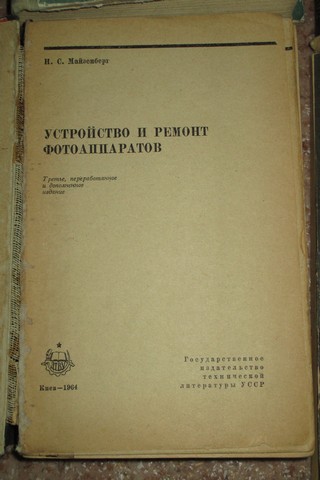 И. С. Майзенберг
УСТРОЙСТВО И РЕМОНТ
ФОТОАППАРАТОВ
Третье, переработанное
и дополненное
издание
Государственное
издательство
технической
литературы УССР
Киев—1964